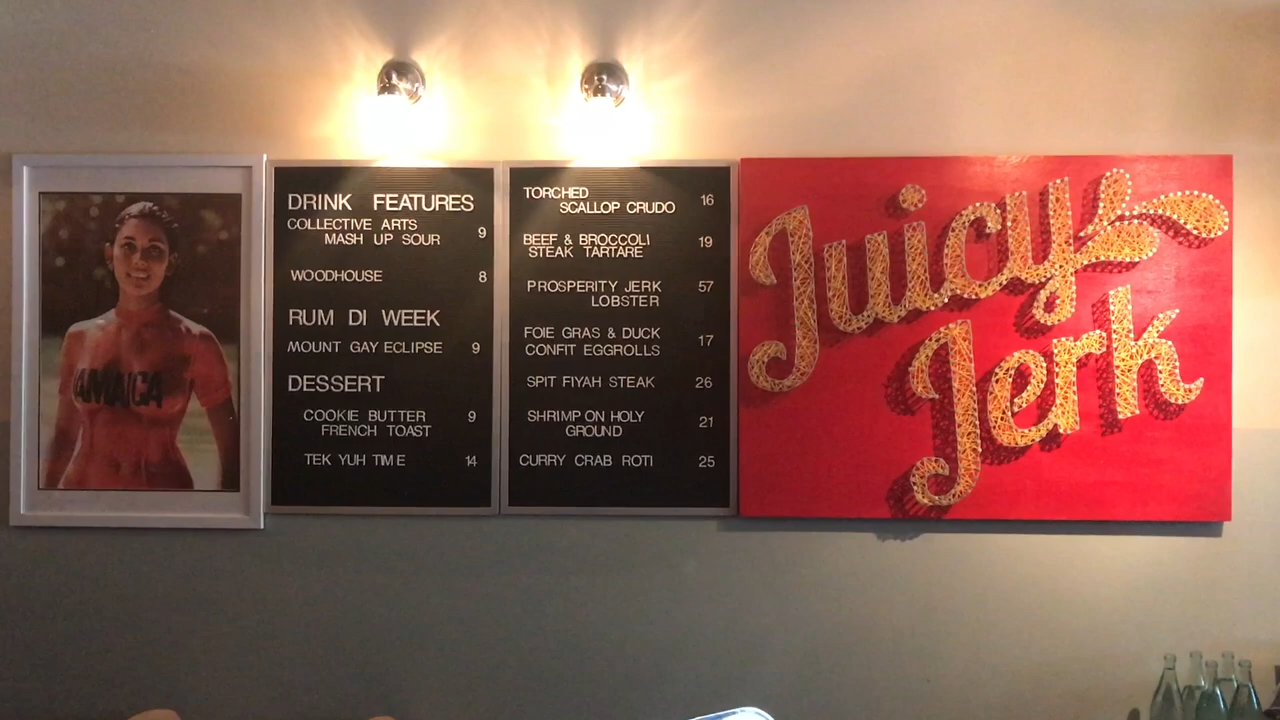 JAMAICA
DRINK FEATURES
COLLECTIVE ARTS
MASH UP SOUR 9
WOODHOUSE 8
RUM DI WEEK
MOUNT GAY ECLIPSE 9
DESSERT
COOKIE BUTTER 9
FRENCH TOAST
TEK YUH TIME 14
TORCHED 16
SCALLOP CRUDO
BEEF & BROCCOLI 19
STEAK TARTARE
PROSPERITY JERK 57
LOBSTER
FOIE GRAS & DUCK 17
CONFIT EGGROLLS
SPIT FIYAH STEAK 26
SHRIMP ON HOLY 21
GROUND
CURRY CRAB ROTI 25
Juicy
Jerk